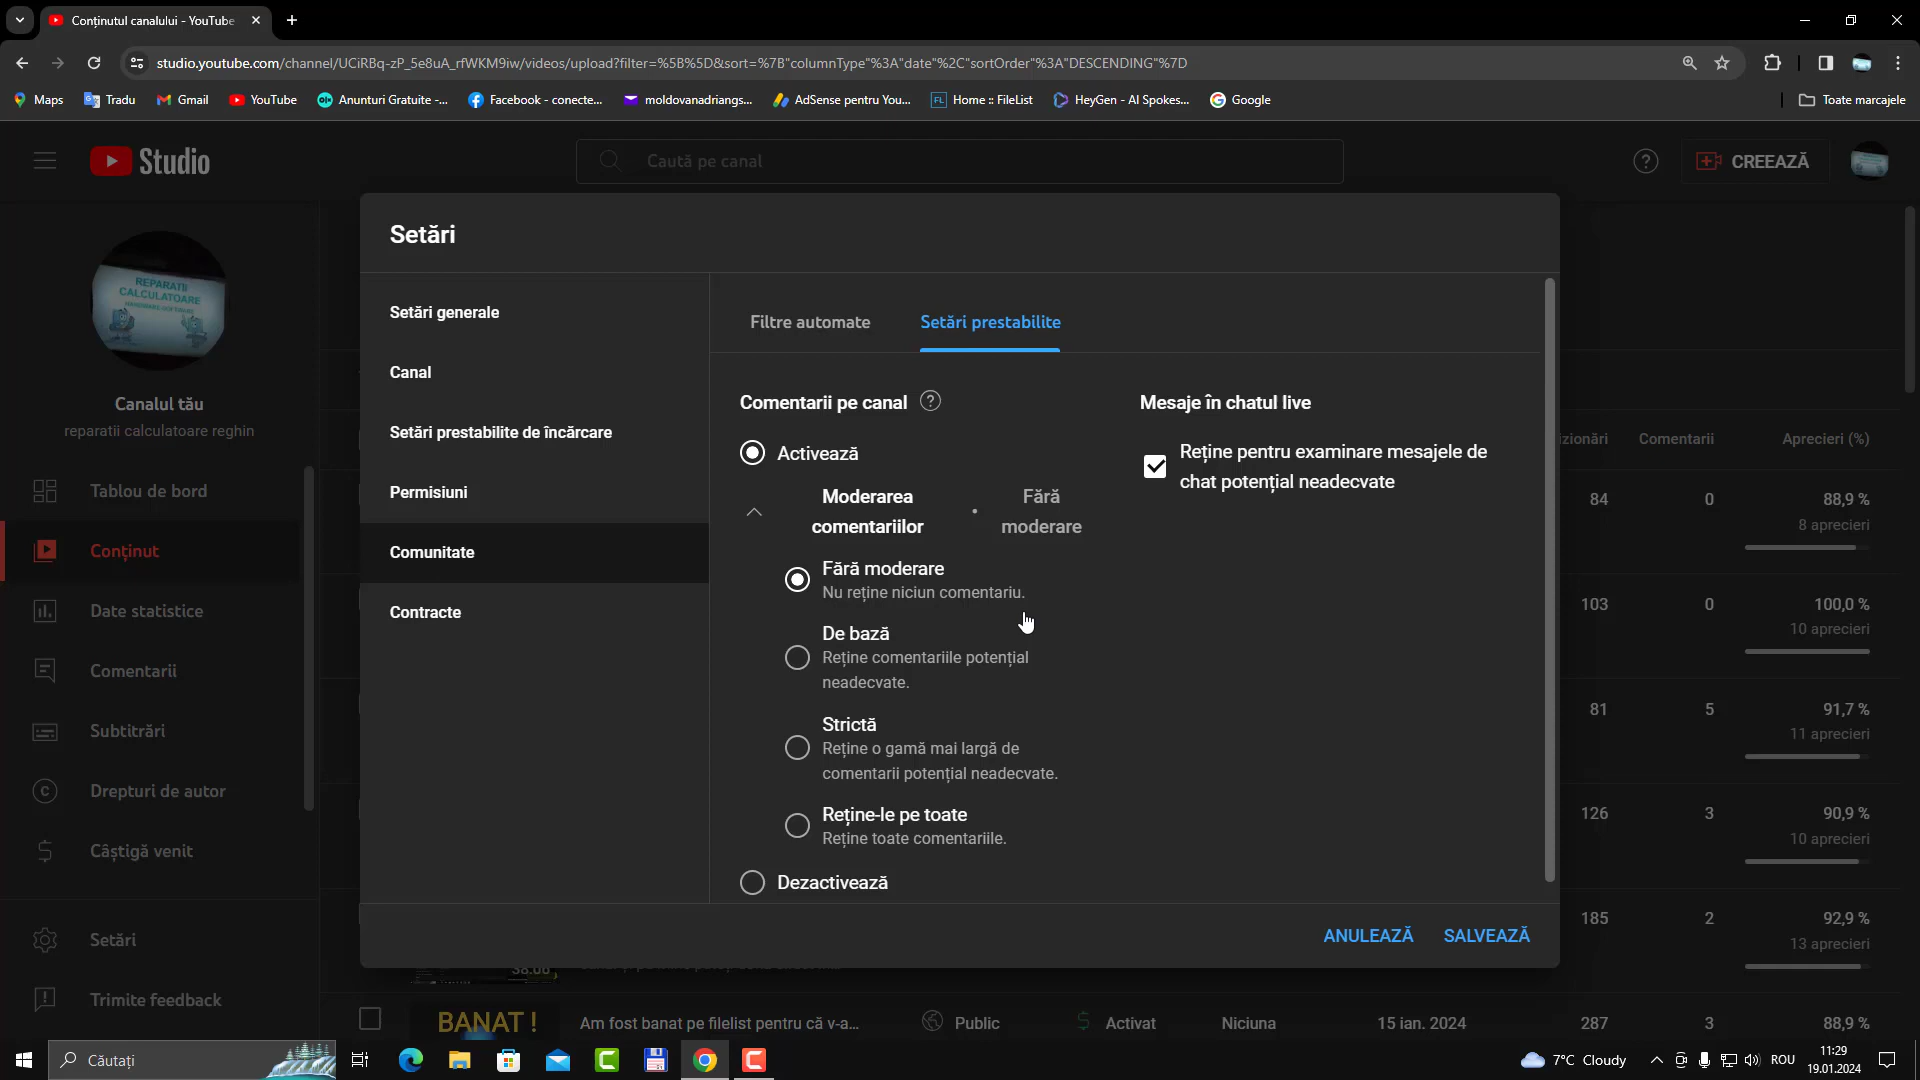 Conținutul canalului - YouTube
studio.youtube.com/channel/UCiRBq-zP_5e8uA_rfWKM9iw/videos/upload?filter=%5B%5D&sort=%7B"columnType"%3A"date"%2C"sortOrder"%3A"DESCENDING"%7D
Maps
Tradu
Gmail
YouTube
Anunturi Gratuite -...
Facebook - conecte...
moldovanadriangs...
AdSense pentru You...
Home :: FileList
HeyGen - AI Spokes...
Google
Toate marcajele
Studio
Caută pe canal
CREEAZĂ
REPARATII
CALCULATOARE
HARDWARE-SOFTWARE
Canalul tău
reparatii calculatoare reghin
Tablou de bord
Conținut
Date statistice
Comentarii
Subtitrări
Drepturi de autor
Câștigă venit
Setări
Trimite feedback
Setări
Setări generale
Canal
Setări prestabilite de încărcare
Permisiuni
Comunitate
Contracte
Filtre automate
Setări prestabilite
Comentarii pe canal
Activează
Moderarea
comentariilor
•
Fără
moderare
Fără moderare
Nu reține niciun comentariu.
De bază
Reține comentariile potențial
neadecvate.
Strictă
Reține o gamă mai largă de
comentarii potențial neadecvate.
Reține-le pe toate
Reține toate comentariile.
Dezactivează
Mesaje în chatul live
Reține pentru examinare mesajele de
chat potențial neadecvate
ANULEAZĂ
SALVEAZĂ
zionări
Comentarii
Aprecieri (%)
84
0
88,9 %
8 aprecieri
103
0
100,0 %
10 aprecieri
81
5
91,7 %
11 aprecieri
126
3
90,9 %
10 aprecieri
185
2
92,9 %
13 aprecieri
BANAT !
Am fost banat pe filelist pentru că v-a...
Public
Activat
Niciuna
15 ian. 2024
287
3
88,9 %
Căutați
7°C Cloudy
ROU
11:29
19.01.2024